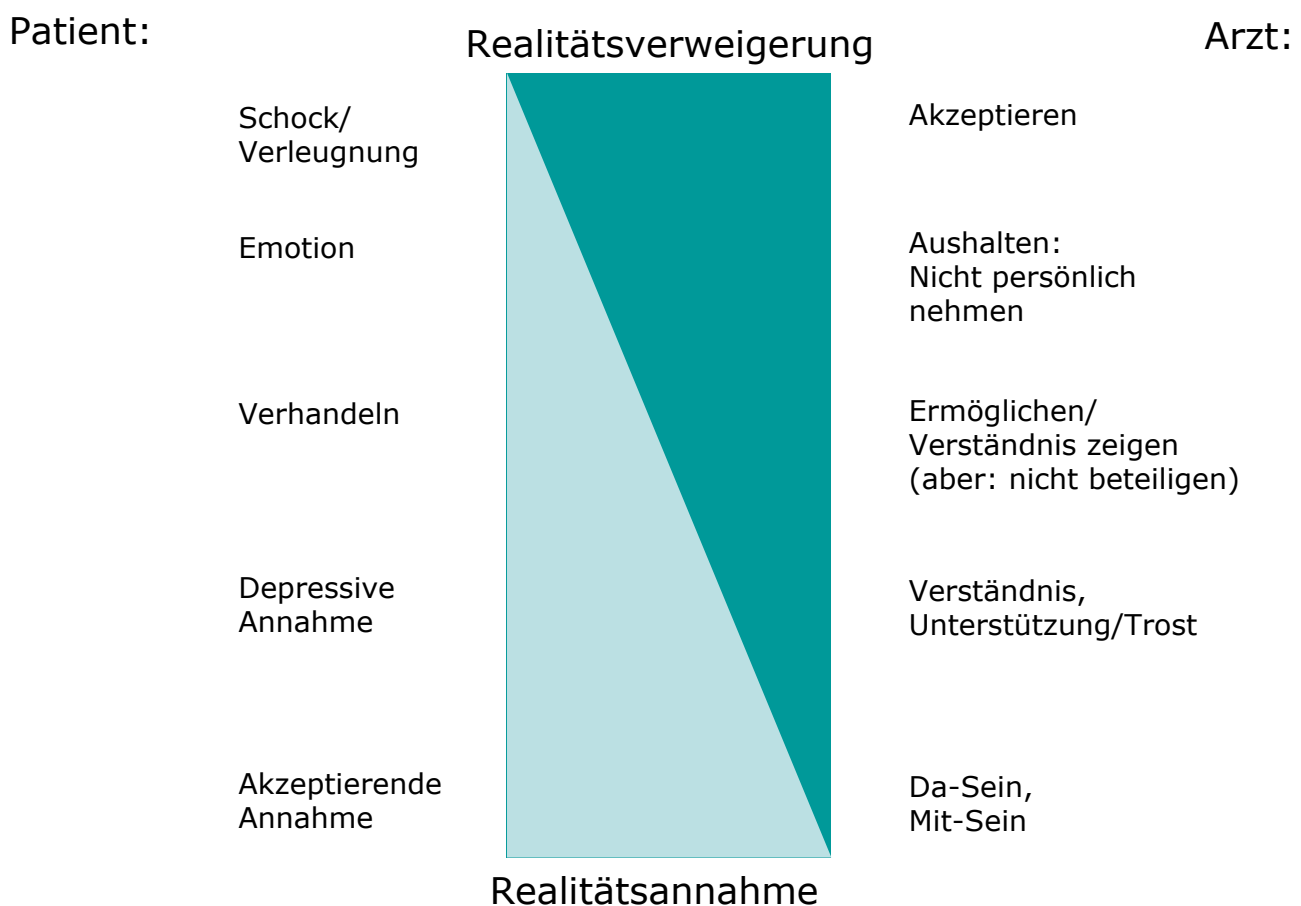 Patient:
Realitätsverweigerung
Arzt:
Schock/
Verleugnung
Akzeptieren
Emotion
Aushalten:
Nicht persönlich
nehmen
Verhandeln
Ermöglichen/
Verständnis zeigen
(aber: nicht beteiligen)
Depressive
Annahme
Verständnis,
Unterstützung/Trost
Akzeptierende
Annahme
Da-Sein,
Mit-Sein
Realitätsannahme